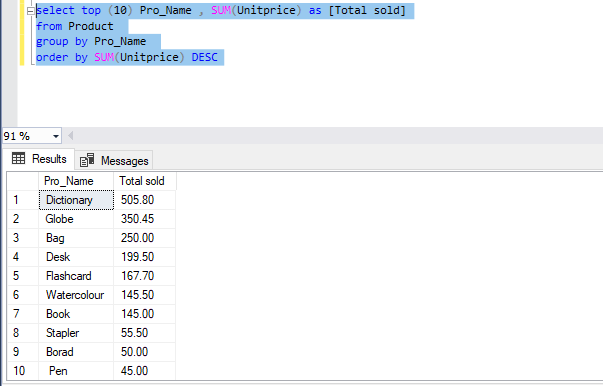 select top (10) Pro_Name , SUM(Unitprice) as [Total sold]
from Product
group by Pro_Name
order by SUM(Unitprice) DESC
91 %
Results Messages
Pro_Name Total sold
1 Dictionary 505.80
2 Globe 350.45
3 Bag 250.00
4 Desk 199.50
5 Flashcard 167.70
6 Watercolour 145.50
7 Book 145.00
8 Stapler 55.50
9 Borad 50.00
10 Pen 45.00